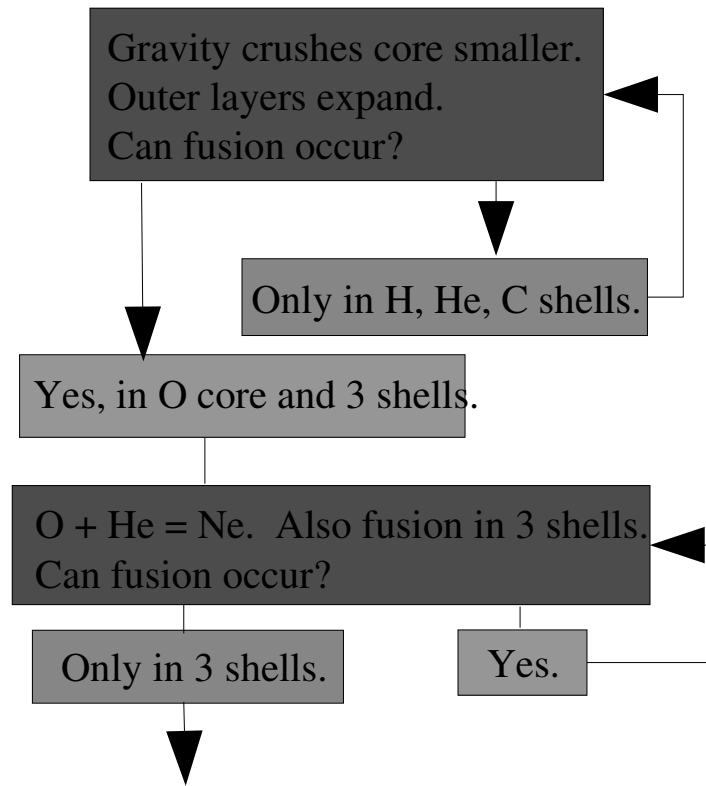 Gravity crushes core smaller.
Outer layers expand.
Can fusion occur?
Only in H, He, C shells.
Yes, in O core and 3 shells.
O + He = Ne.  Also fusion in 3 shells.
Can fusion occur?
Only in 3 shells.
Yes.